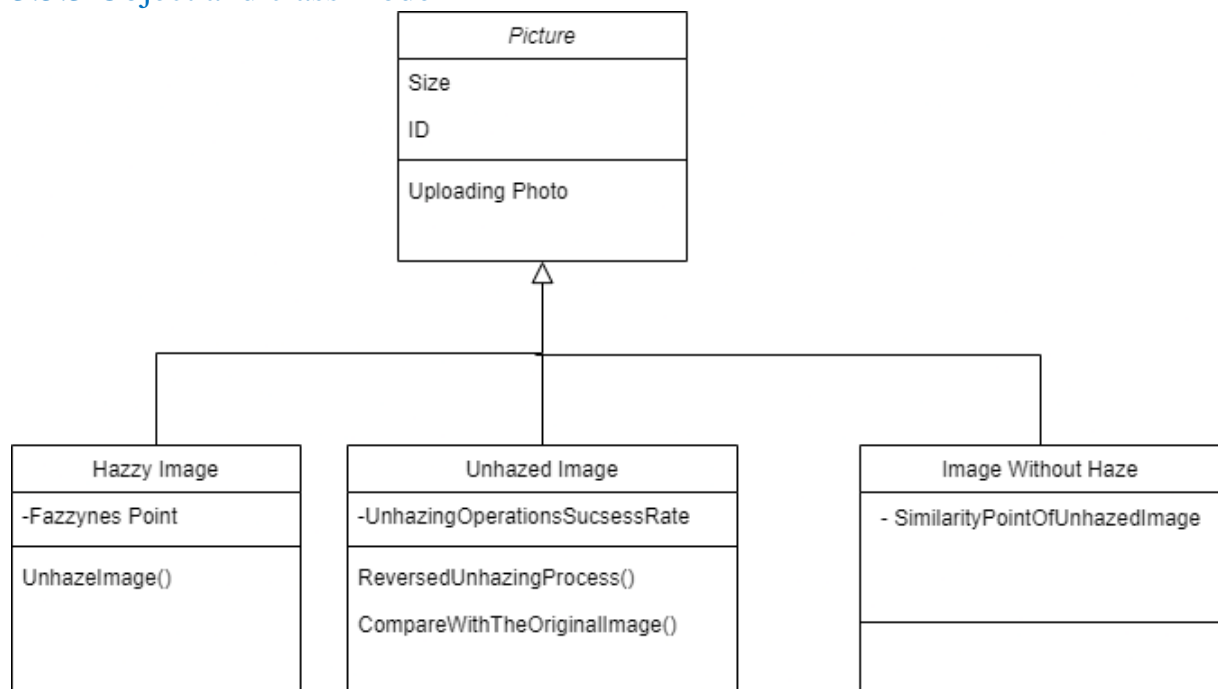 Picture
Size
ID
Uploading Photo
Hazzy Image
-Fazzynes Point
UnhazeImage()
Unhazed Image
-UnhazingOperationsSucsessRate
ReversedUnhazingProcess()
CompareWithTheOriginalImage()
Image Without Haze
- SimilarityPointOfUnhazedImage